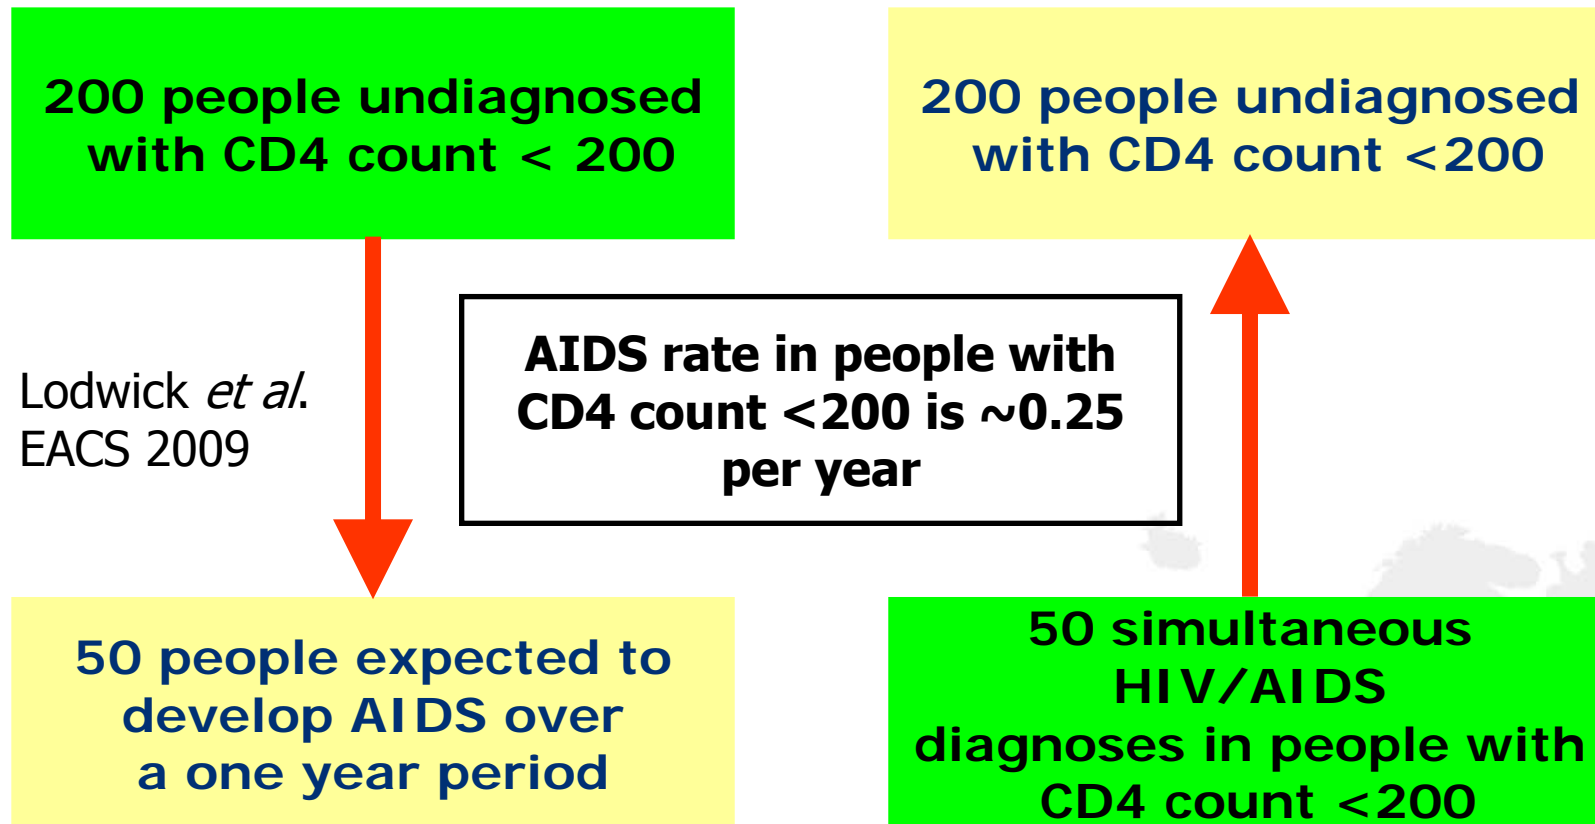 200 people undiagnosed
with CD4 count < 200
200 people undiagnosed
with CD4 count <200
Lodwick et al.
EACS 2009
AIDS rate in people with
CD4 count <200 is ~0.25
per year
50 people expected to
develop AIDS over
a one year period
50 simultaneous
HIV/AIDS
diagnoses in people with
CD4 count <200